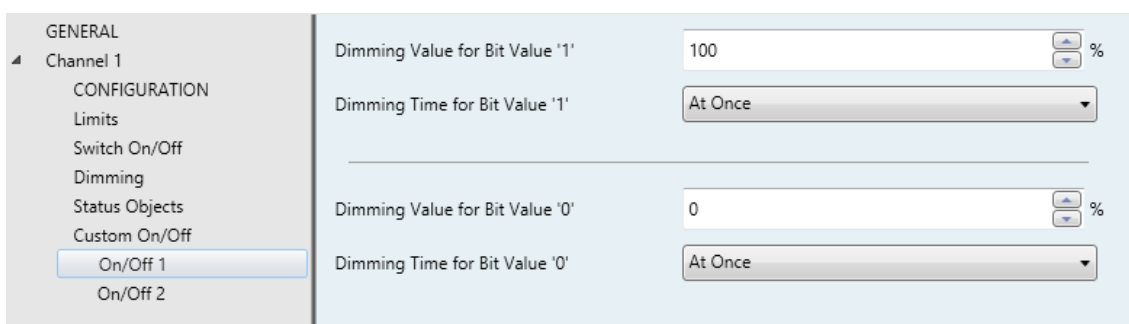 GENERAL
Channel 1
CONFIGURATION
Limits
Switch On/Off
Dimming
Status Objects
Custom On/Off
On/Off 1
On/Off 2
Dimming Value for Bit Value '1' 100 %
Dimming Time for Bit Value '1' At Once
Dimming Value for Bit Value '0' 0 %
Dimming Time for Bit Value '0' At Once